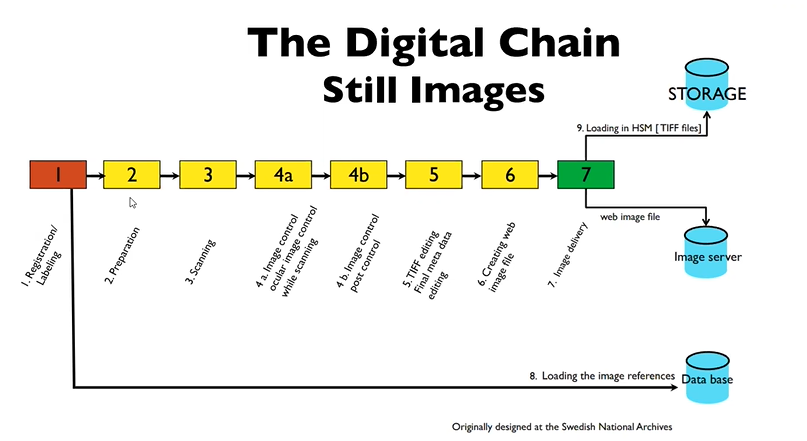 The Digital Chain
Still Images
STORAGE
9. Loading in HSM [ TIFF files]
1
2
3
4a
4b
5
6
7
web image file
1. Registration/
Labeling
2. Preparation
3. Scanning
4 a. Image control
ocular image control
while scanning
4 b. Image control
post control
5. TIFF editing
Final meta data
editing
6. Creating web
image file
7. Image delivery
Image server
8. Loading the image references
Data base
Originally designed at the Swedish National Archives